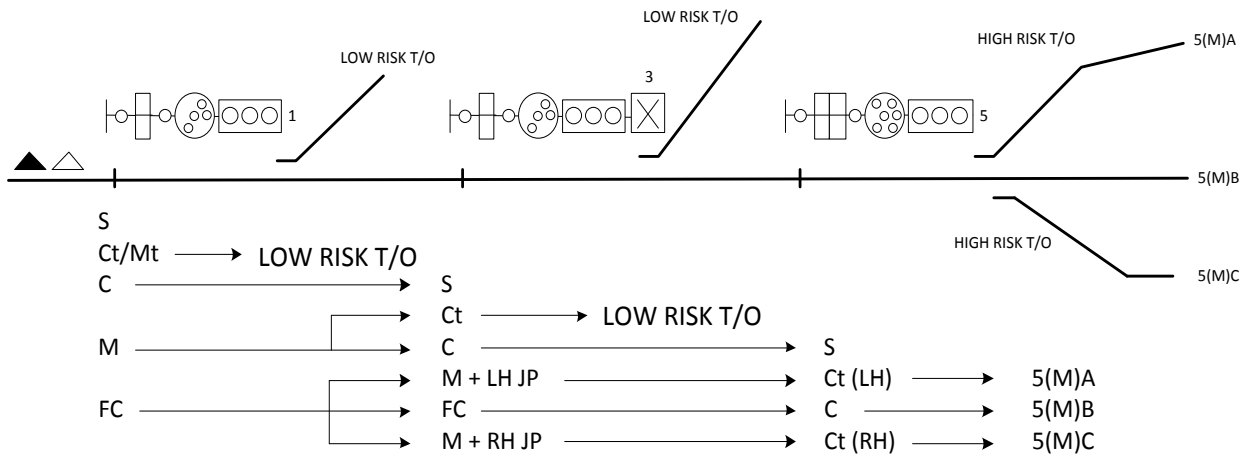 LOW RISK T/O
HIGH RISK T/O
5(M)A
LOW RISK T/O
3
1
5
5(M)B
S
HIGH RISK T/O
Ct/Mt LOW RISK T/O
5(M)C
C S
Ct LOW RISK T/O
M C S
M + LH JP Ct (LH) 5(M)A
FC FC C 5(M)B
M + RH JP Ct (RH) 5(M)C